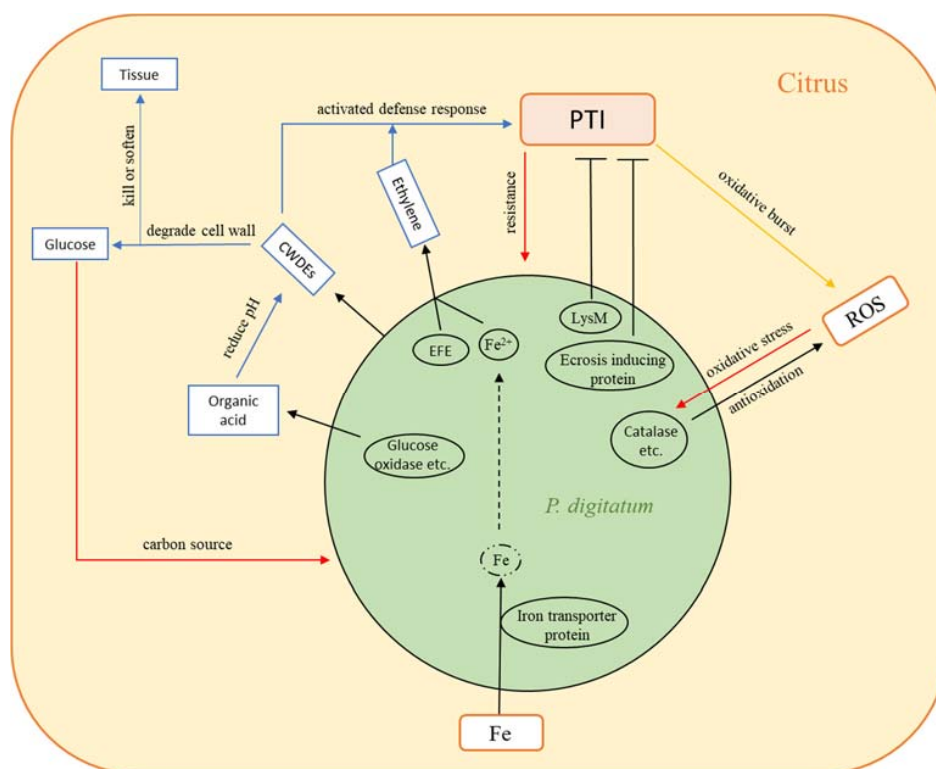 Citrus
Tissue
activated defense response
PTI
kill or soften
Ethylene
resistance
oxidative burst
Glucose
degrade cell wall
CWDEs
ROS
LysM
EFE
Fe²⁺
Ecrosis inducing
protein
oxidative stress
antioxidation
reduce pH
Organic
acid
Glucose
oxidase etc.
Catalase
etc.
P. digitatum
carbon source
Fe
Iron transporter
protein
Fe